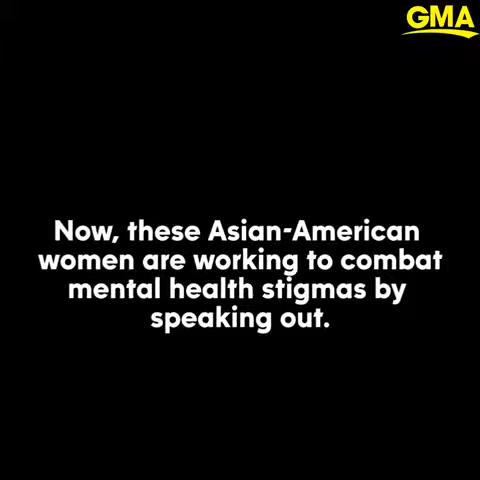 GMA
Now, these Asian-American
women are working to combat
mental health stigmas by
speaking out.